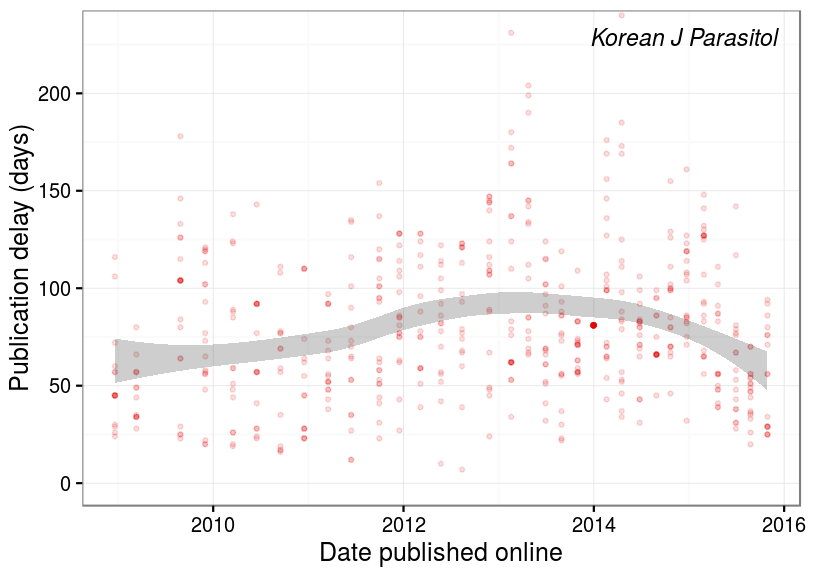 Korean J Parasitol
Publication delay (days)
200
150
100
50
0
2010 2012 2014 2016
Date published online